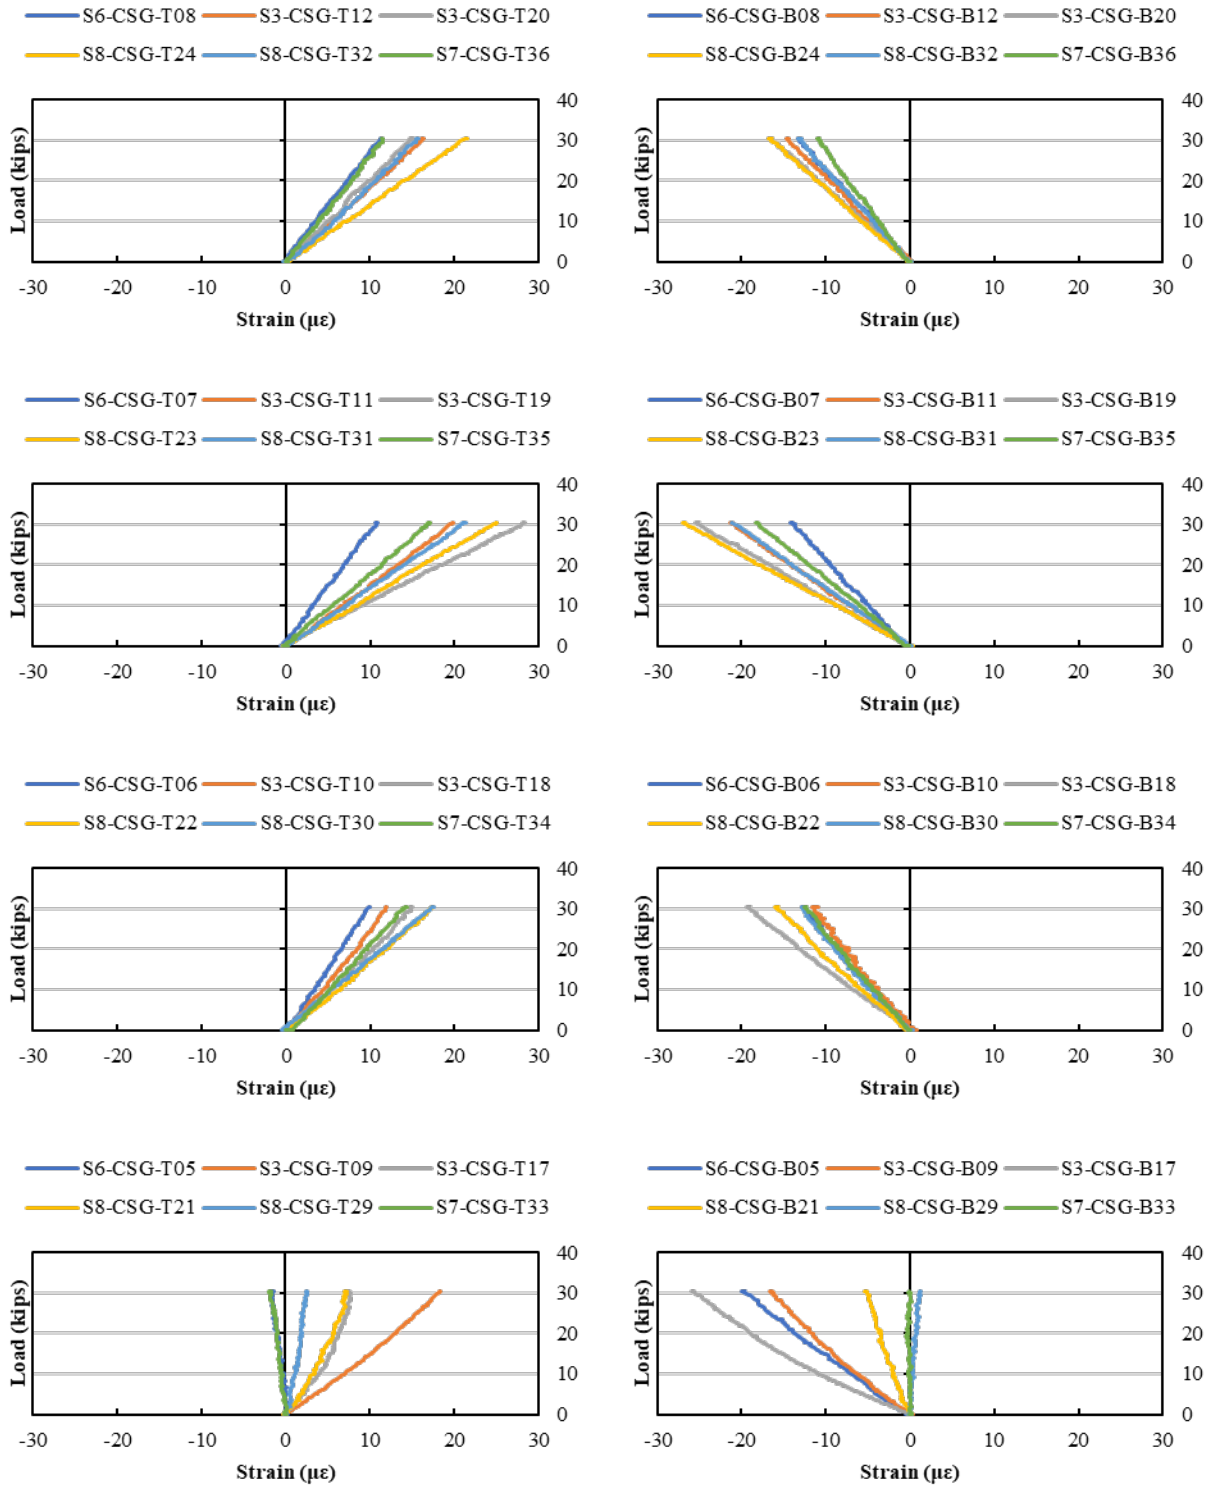 S6-CSG-T08 S3-CSG-T12 S3-CSG-T20
S8-CSG-T24 S8-CSG-T32 S7-CSG-T36
40
30
20
10
0
Load (kips)
-30 -20 -10 0 10 20 30
Strain (με)
S6-CSG-B08 S3-CSG-B12 S3-CSG-B20
S8-CSG-B24 S8-CSG-B32 S7-CSG-B36
40
30
20
10
0
Load (kips)
-30 -20 -10 0 10 20 30
Strain (με)
S6-CSG-T07 S3-CSG-T11 S3-CSG-T19
S8-CSG-T23 S8-CSG-T31 S7-CSG-T35
40
30
20
10
0
Load (kips)
-30 -20 -10 0 10 20 30
Strain (με)
S6-CSG-B07 S3-CSG-B11 S3-CSG-B19
S8-CSG-B23 S8-CSG-B31 S7-CSG-B35
40
30
20
10
0
Load (kips)
-30 -20 -10 0 10 20 30
Strain (με)
S6-CSG-T06 S3-CSG-T10 S3-CSG-T18
S8-CSG-T22 S8-CSG-T30 S7-CSG-T34
40
30
20
10
0
Load (kips)
-30 -20 -10 0 10 20 30
Strain (με)
S6-CSG-B06 S3-CSG-B10 S3-CSG-B18
S8-CSG-B22 S8-CSG-B30 S7-CSG-B34
40
30
20
10
0
Load (kips)
-30 -20 -10 0 10 20 30
Strain (με)
S6-CSG-T05 S3-CSG-T09 S3-CSG-T17
S8-CSG-T21 S8-CSG-T29 S7-CSG-T33
40
30
20
10
0
Load (kips)
-30 -20 -10 0 10 20 30
Strain (με)
S6-CSG-B05 S3-CSG-B09 S3-CSG-B17
S8-CSG-B21 S8-CSG-B29 S7-CSG-B33
40
30
20
10
0
Load (kips)
-30 -20 -10 0 10 20 30
Strain (με)